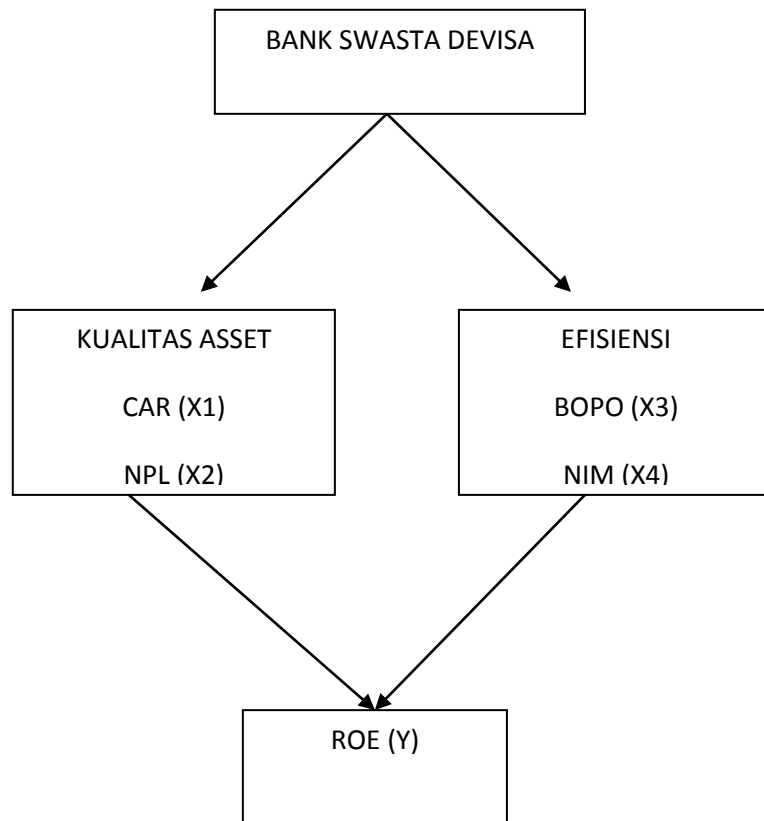 BANK SWASTA DEVISA
KUALITAS ASSET
CAR (X1)
NPL (X2)
EFISIENSI
BOPO (X3)
NIM (X4)
ROE (Y)